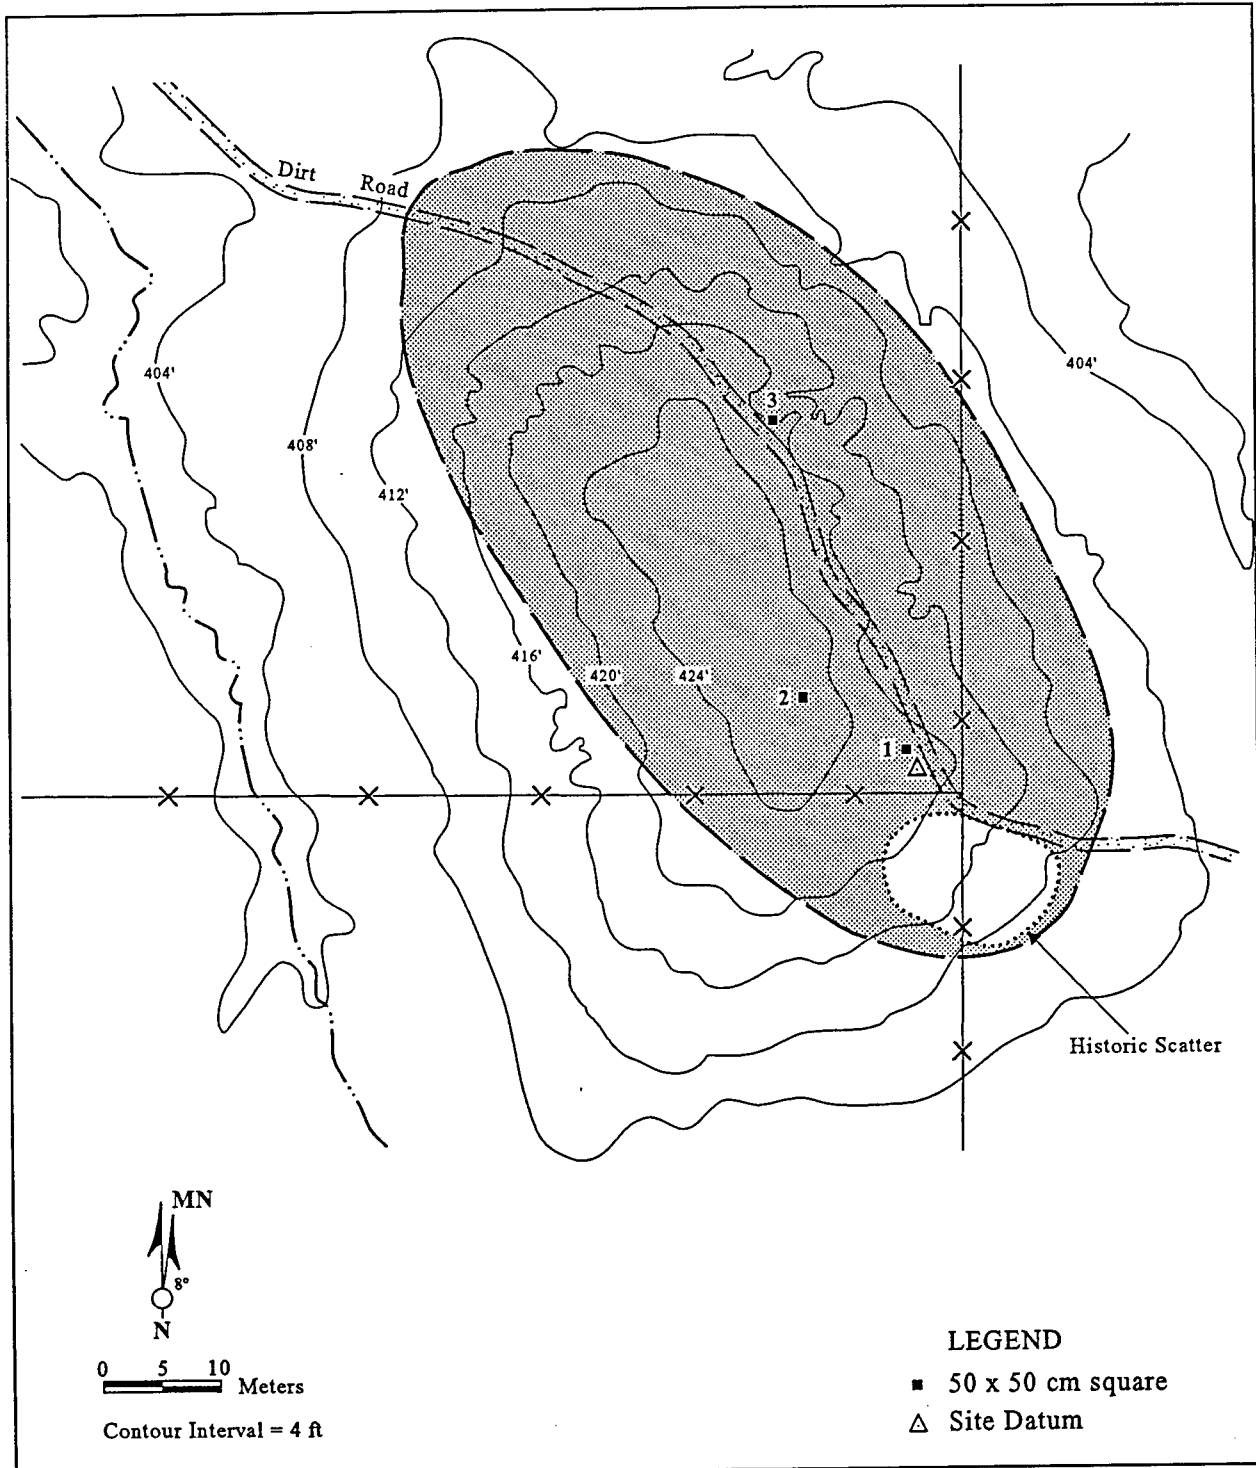 Dirt Road
404'
404'
3
408'
412'
416'
420'
424'
2
1
Historic Scatter
MN
8°
N
0 5 10
Meters
Contour Interval = 4 ft
LEGEND
50 x 50 cm square
Site Datum